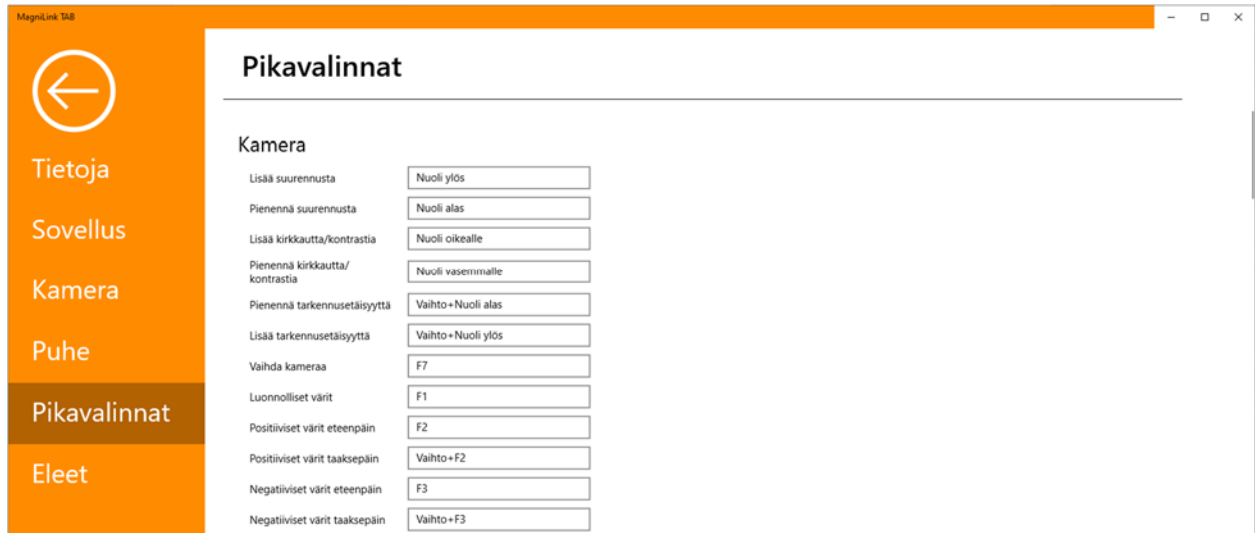 MagniLink TAB
Tietoja
Sovellus
Kamera
Puhe
Pikavalinnat
Eleet
Pikavalinnat
Kamera
Lisää suurennusta Nuoli ylös
Pienennä suurennusta Nuoli alas
Lisää kirkkautta/kontrastia Nuoli oikealle
Pienennä kirkkautta/
kontrastia Nuoli vasemmalle
Pienennä tarkennusetäisyyttä Vaihto+Nuoli alas
Lisää tarkennusetäisyyttä Vaihto+Nuoli ylös
Vaihda kameraa F7
Luonnolliset värit F1
Positiiviset värit eteenpäin F2
Positiiviset värit taaksepäin Vaihto+F2
Negatiiviset värit eteenpäin F3
Negatiiviset värit taaksepäin Vaihto+F3